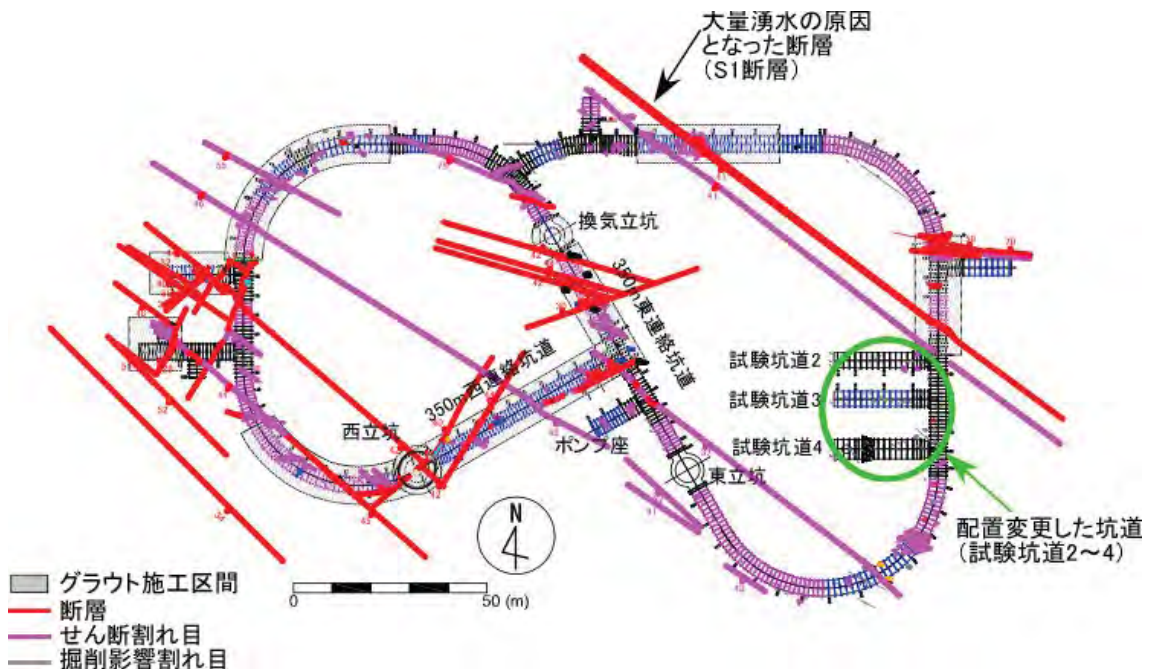 大量湧水の原因
となった断層
（S1断層）
換気立坑
350m東連絡坑道
試験坑道2
試験坑道3
350m西連絡坑道
西立坑
試験坑道4
ポンプ座
東立坑
N
配置変更した坑道
（試験坑道2～4）
グラウト施工区間
0 50 (m)
断層
せん断割れ目
掘削影響割れ目